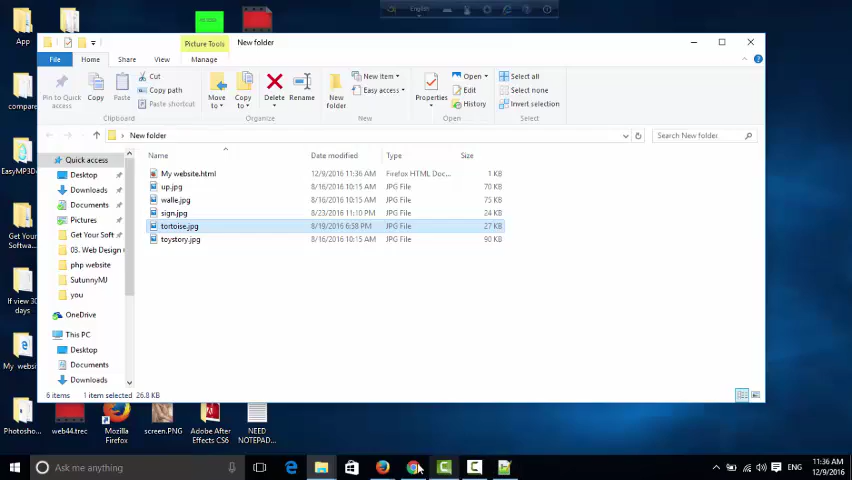 English
App
Picture Tools
New folder
File
Home
Share
View
Manage
Pin to Quick access
Copy
Paste
Cut
Copy path
Paste shortcut
Clipboard
Move to
Copy to
Delete
Rename
Organize
New folder
New item
Easy access
New
Properties
Open
Edit
History
Open
Select all
Select none
Invert selection
Select
New folder
Search New folder
Name
Date modified
Type
Size
My website.html 12/9/2016 11:36 AM Firefox HTML Doc... 1 KB
up.jpg 8/16/2016 10:15 AM JPG File 70 KB
walle.jpg 8/16/2016 10:15 AM JPG File 75 KB
sign.jpg 8/23/2016 11:10 PM JPG File 24 KB
tortoise.jpg 8/19/2016 6:58 PM JPG File 27 KB
toystory.jpg 8/16/2016 10:15 AM JPG File 90 KB
Quick access
Desktop
Downloads
Documents
Pictures
Get Your Soft
03. Web Design
php website
SutunnyMJ
you
OneDrive
This PC
Desktop
Documents
Downloads
6 items 1 item selected 26.8 KB
compare
EasyMP3D
Get Your
Softwa...
If view 30
days
My websi
Photosho...
web44.trec
Mozilla
Firefox
screen.PNG
Adobe After
Effects CS6
NEED
NOTEPAD...
Ask me anything
ENG
11:36 AM
12/9/2016